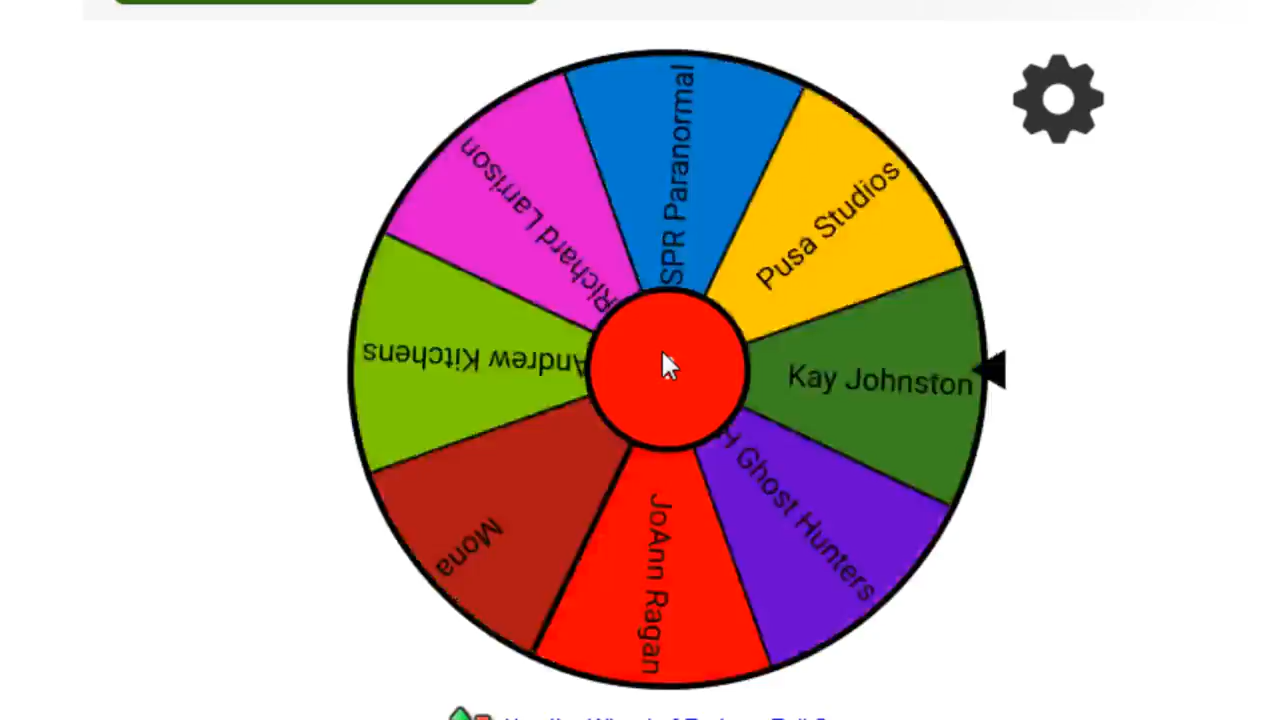 SPR Paranormal
Pusa Studios
Kay Johnston
H Ghost Hunters
JoAnn Ragan
Mona
Andrew Kitchens
Richard Larrison